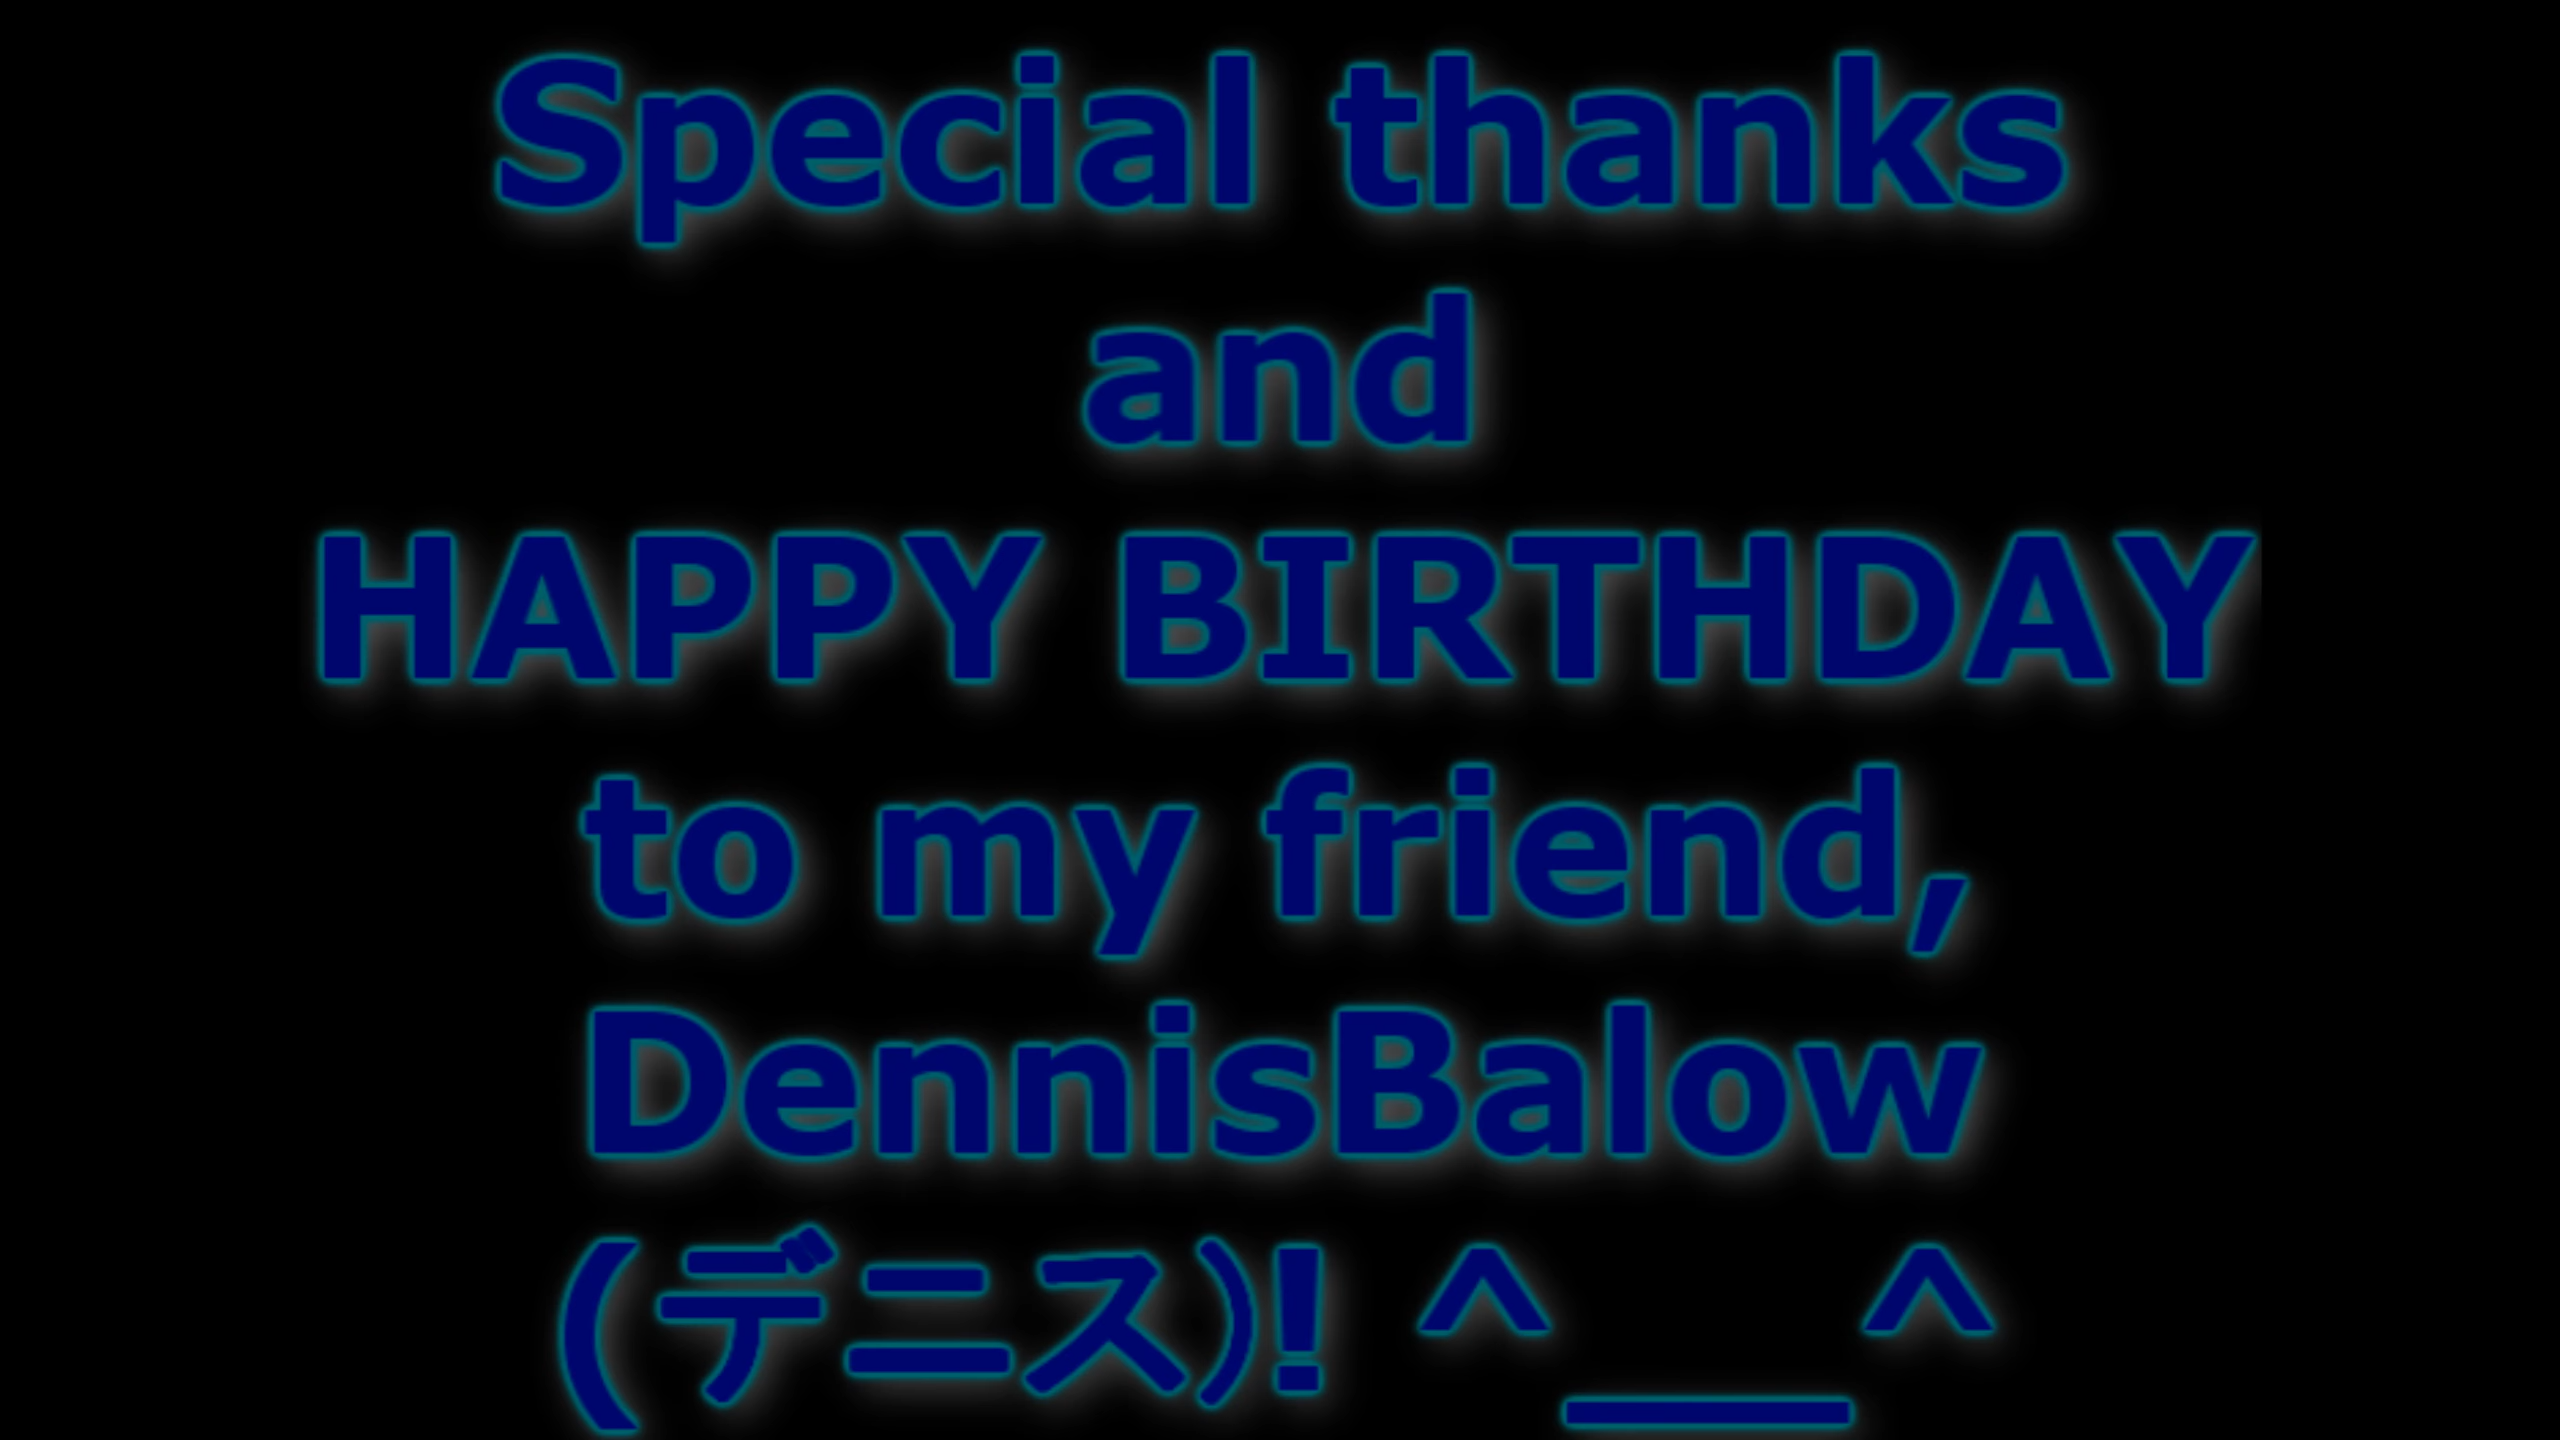 Special thanks
and
HAPPY BIRTHDAY
to my friend,
DennisBalow
(デニス)! ^__^